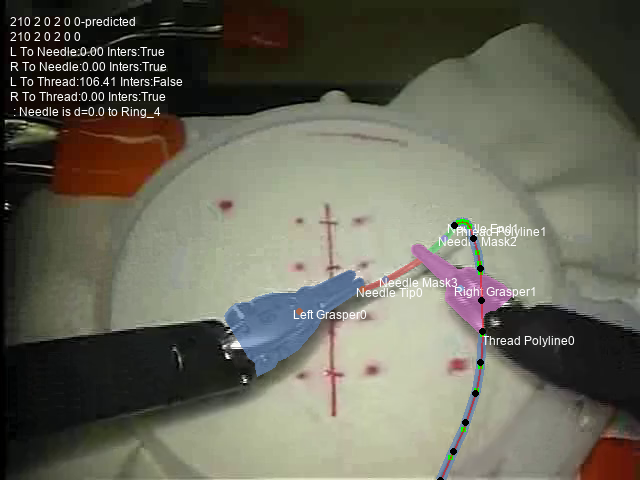 210 2 0 2 0 0-predicted
210 2 0 2 0 0
L To Needle:0.00 Inters:True
R To Needle:0.00 Inters:True
L To Thread:106.41 Inters:False
R To Thread:0.00 Inters:True
: Needle is d=0.0 to Ring_4
Needle End1
Thread Polyline1
Needle Mask2
Needle Mask3
Needle Tip0
Right Grasper1
Left Grasper0
Thread Polyline0